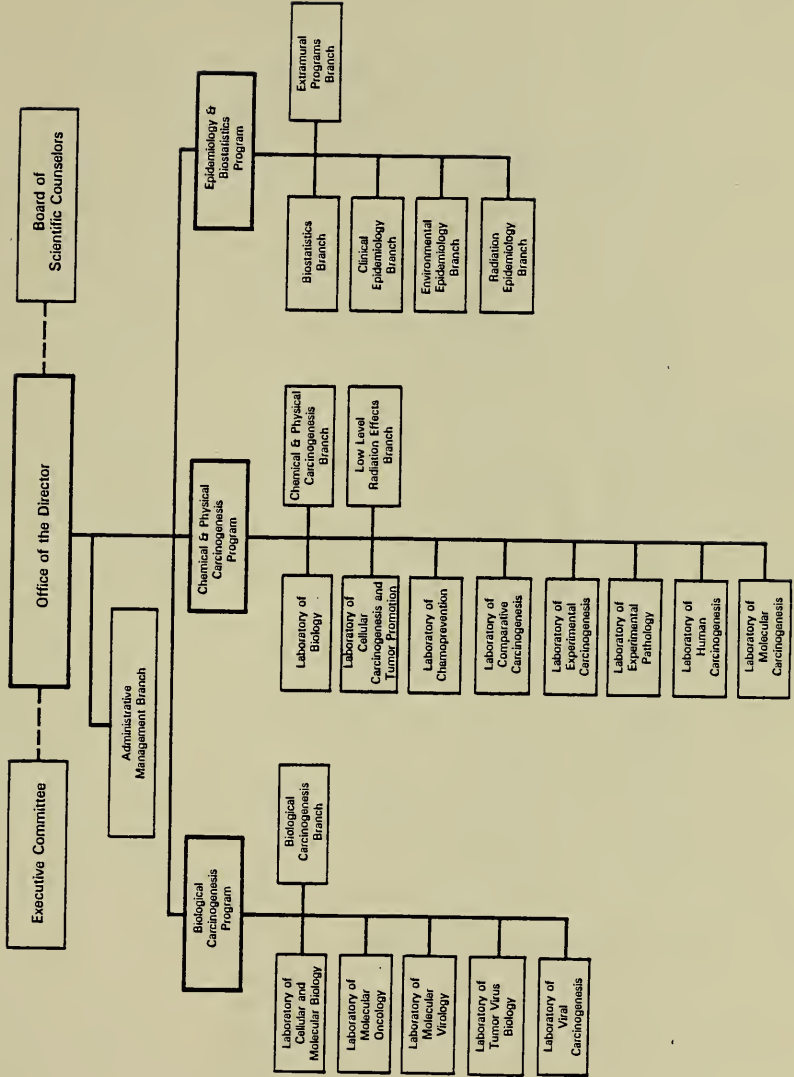 Executive Committee
Office of the Director
Board of
Scientific Counselors
Administrative
Management Branch
Biological
Carcinogenesis
Program
Chemical & Physical
Carcinogenesis
Program
Epidemiology &
Biostatistics
Program
Biological
Carcinogenesis
Branch
Laboratory of
Cellular and
Molecular Biology
Laboratory of
Molecular
Oncology
Laboratory of
Molecular
Virology
Laboratory of
Tumor Virus
Biology
Laboratory of
Viral
Carcinogenesis
Laboratory of
Biology
Chemical & Physical
Carcinogenesis
Branch
Laboratory of
Cellular
Carcinogenesis and
Tumor Promotion
Low Level
Radiation Effects
Branch
Laboratory of
Chamoprevention
Laboratory of
Comparative
Carcinogenesis
Laboratory of
Experimental
Carcinogenesis
Laboratory of
Experimental
Pathology
Laboratory of
Human
Carcinogenesis
Laboratory of
Molecular
Carcinogenesis
Extramural
Programs
Branch
Biostatistics
Branch
Clinical
Epidemiology
Branch
Environmental
Epidemiology
Branch
Radiation
Epidemiology
Branch